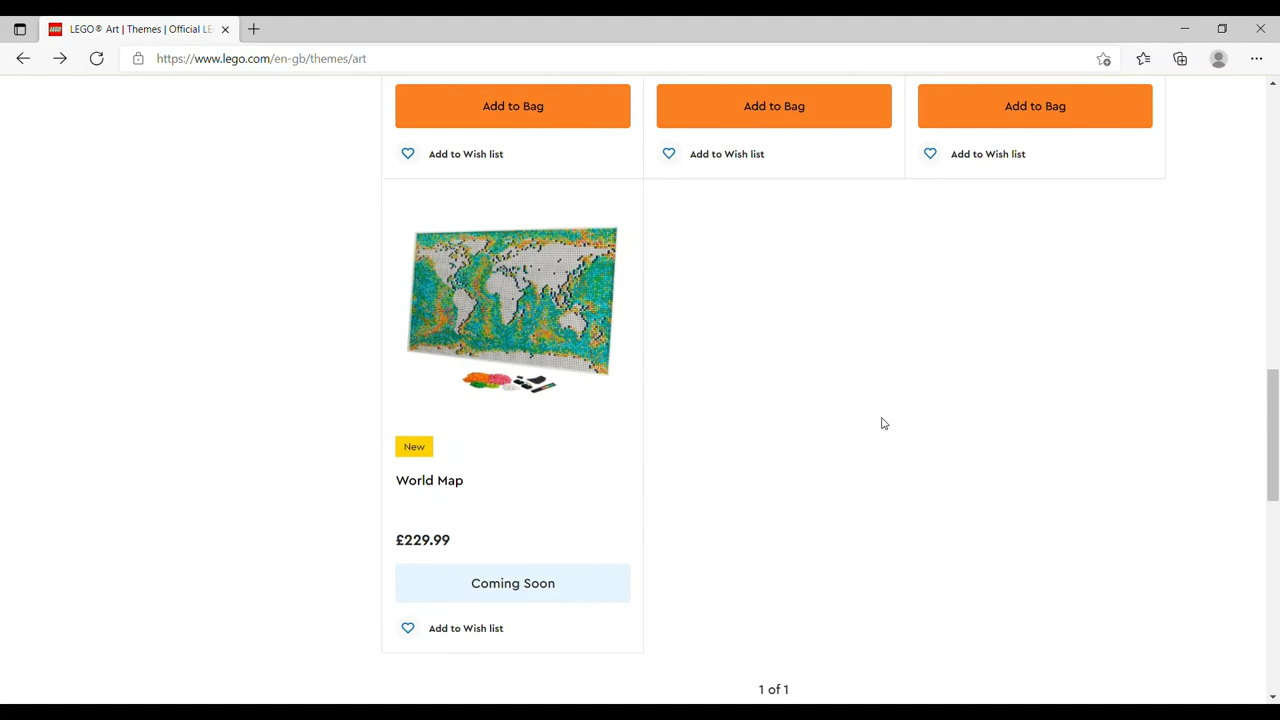 LEGO® Art | Themes | Official LE
https://www.lego.com/en-gb/themes/art
Add to Bag
Add to Bag
Add to Bag
Add to Wish list
Add to Wish list
Add to Wish list
New
World Map
£229.99
Coming Soon
Add to Wish list
1 of 1